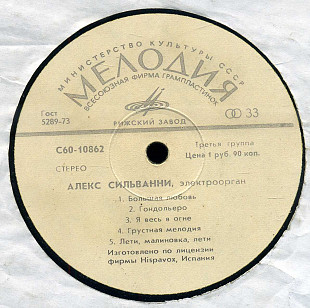 МИНИСТЕРСТВО КУЛЬТУРЫ СССР
МЕЛОДИЯ
ВСЕСОЮЗНАЯ ФИРМА ГРАМПЛАСТИНОК
Гост
5289-73
33
РИЖСКИЙ ЗАВОД
С60-10862
Третья группа
Цена 1 руб. 90 коп.
СТЕРЕО
АЛЕКС СИЛЬВАННИ, электроорган
1. Большая любовь
2. Гондольеро
3. Я весь в огне
4. Грустная мелодия
5. Лети, малиновка, лети
Изготовлено по лицензии
фирмы Hispavox, Испания